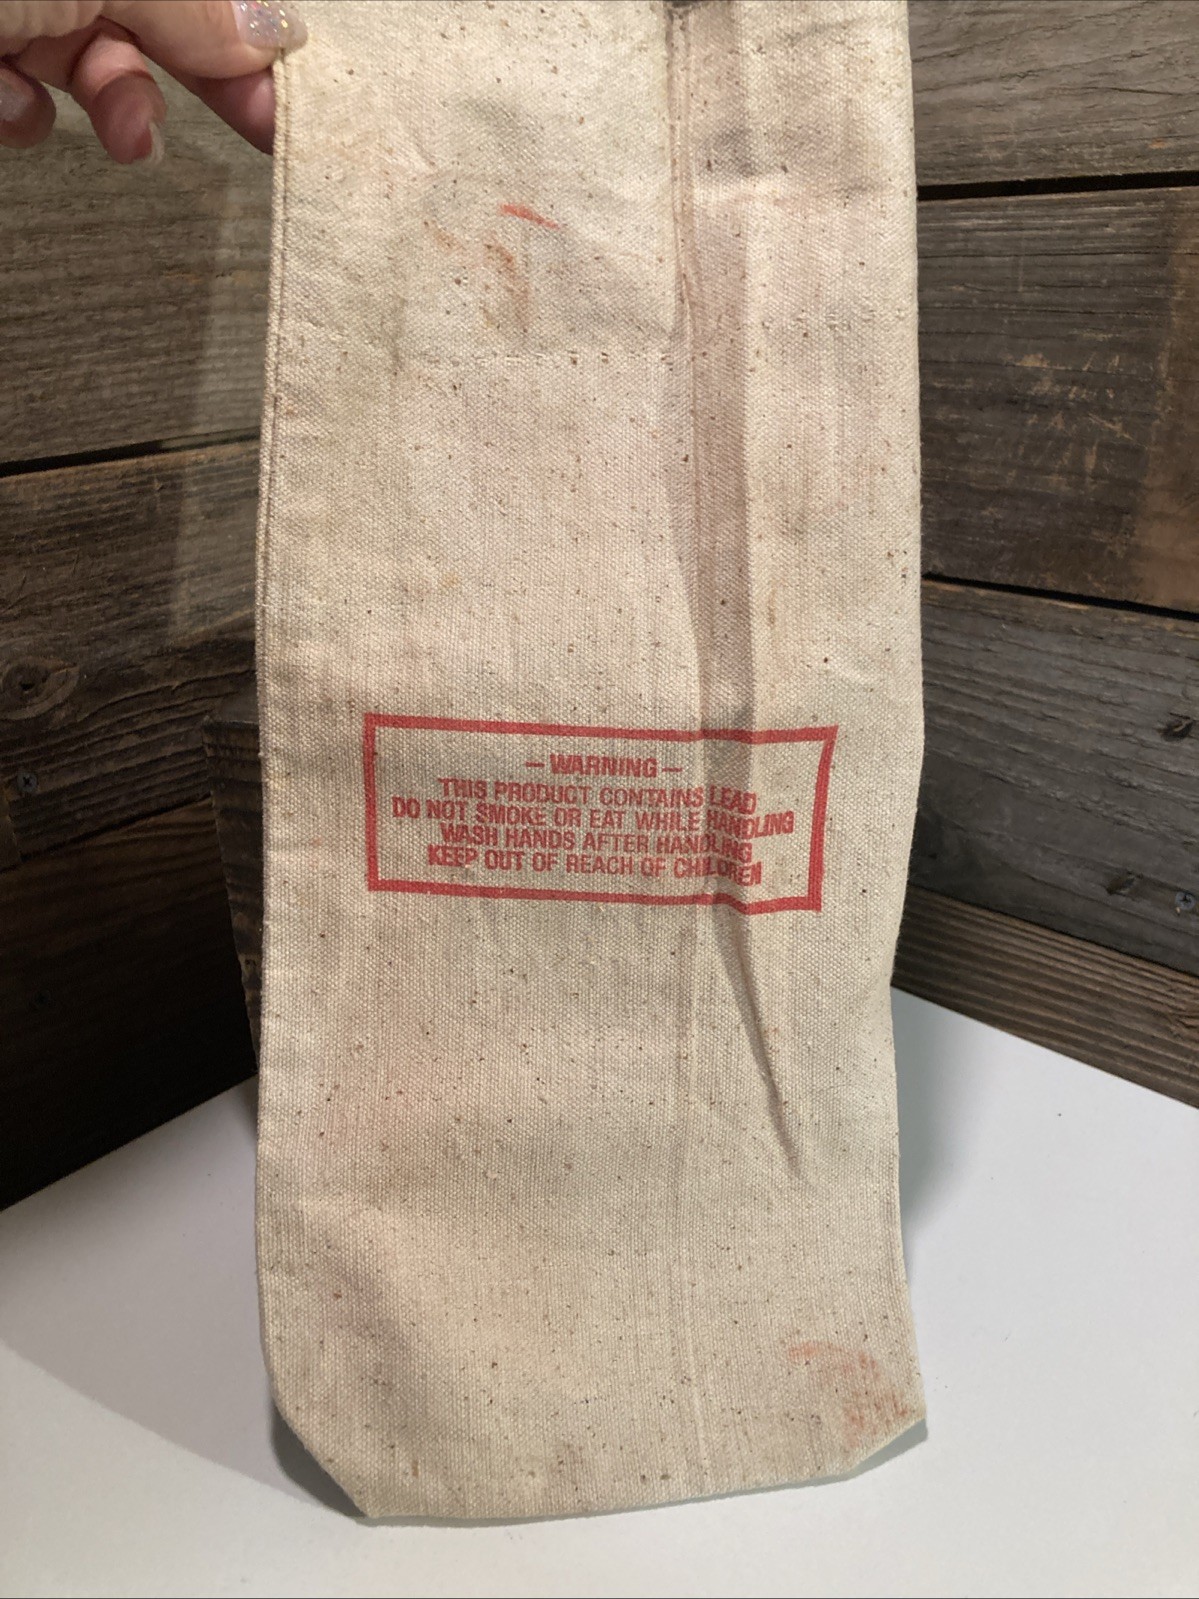 – WARNING –
THIS PRODUCT CONTAINS LEAD
DO NOT SMOKE OR EAT WHILE HANDLING
WASH HANDS AFTER HANDLING
KEEP OUT OF REACH OF CHILDREN